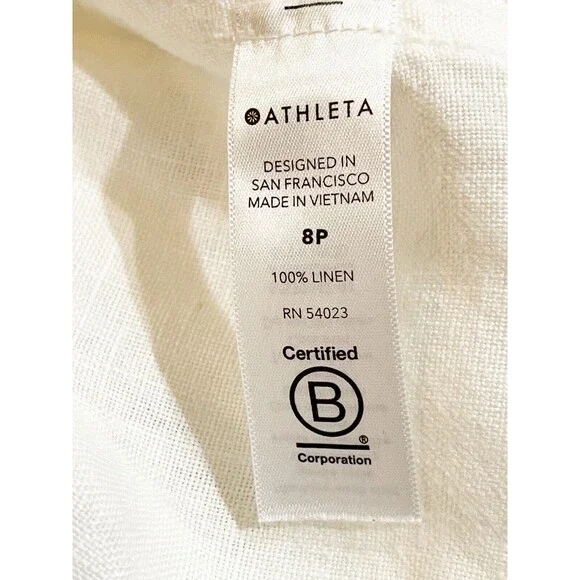 ATHLETA
DESIGNED IN
SAN FRANCISCO
MADE IN VIETNAM
8P
100% LINEN
RN 54023
Certified
B
®
Corporation